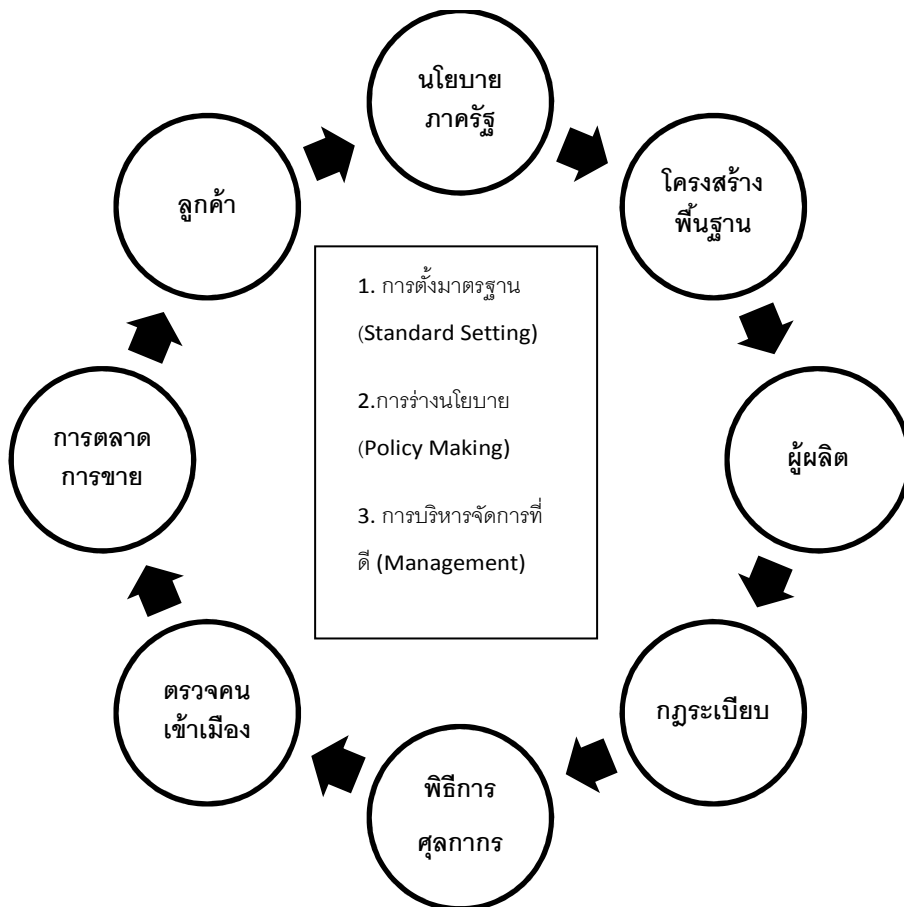 นโยบาย
ภาครัฐ
โครงสร้าง
พื้นฐาน
ผู้ผลิต
กฎระเบียบ
พิธีการ
ศุลกากร
ตรวจคน
เข้าเมือง
การตลาด
การขาย
ลูกค้า
1. การตั้งมาตรฐาน
(Standard Setting)
2.การร่างนโยบาย
(Policy Making)
3. การบริหารจัดการที่
ดี (Management)